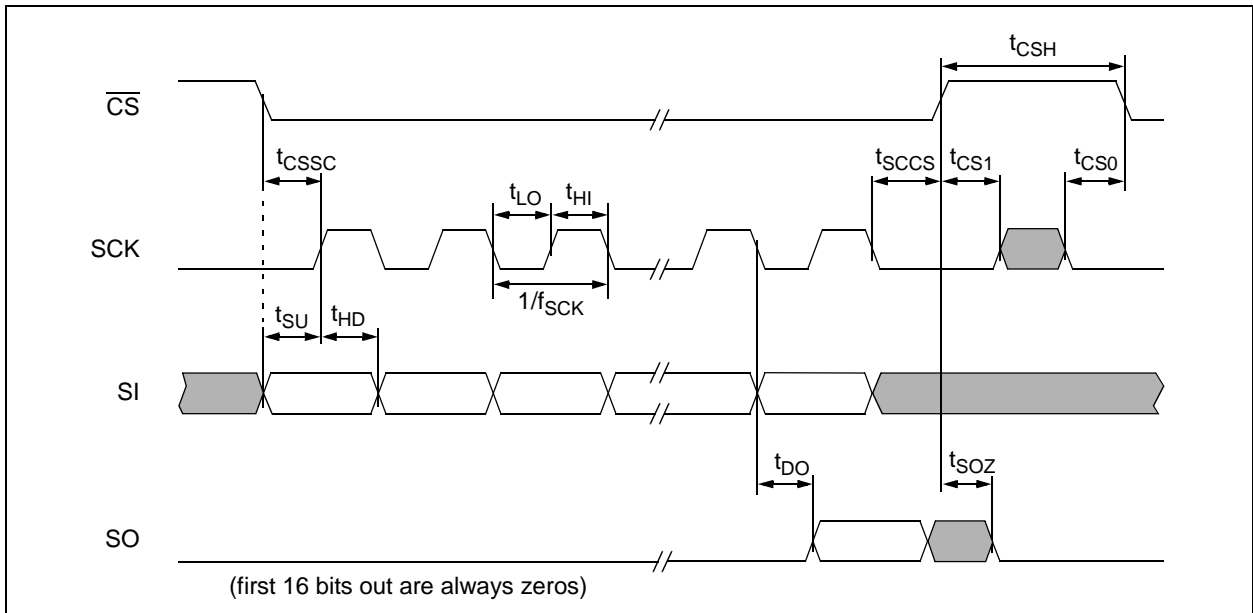 tCSH
CS
tCSSC
tSCCS
tCS1
tCS0
tLO
tHI
SCK
1/fSCK
tSU
tHD
SI
tDO
tSOZ
SO
(first 16 bits out are always zeros)